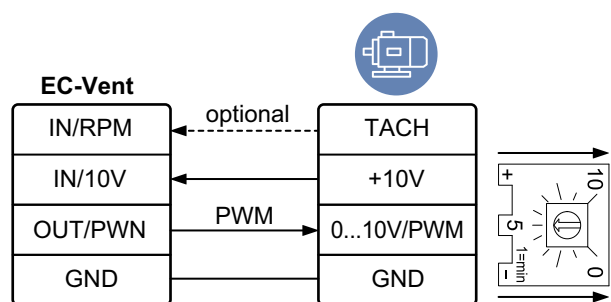 EC-Vent
IN/RPM
optional
TACH
IN/10V
+10V
OUT/PWN
PWM
0...10V/PWM
GND
GND
+
5
-
1=min
10
0